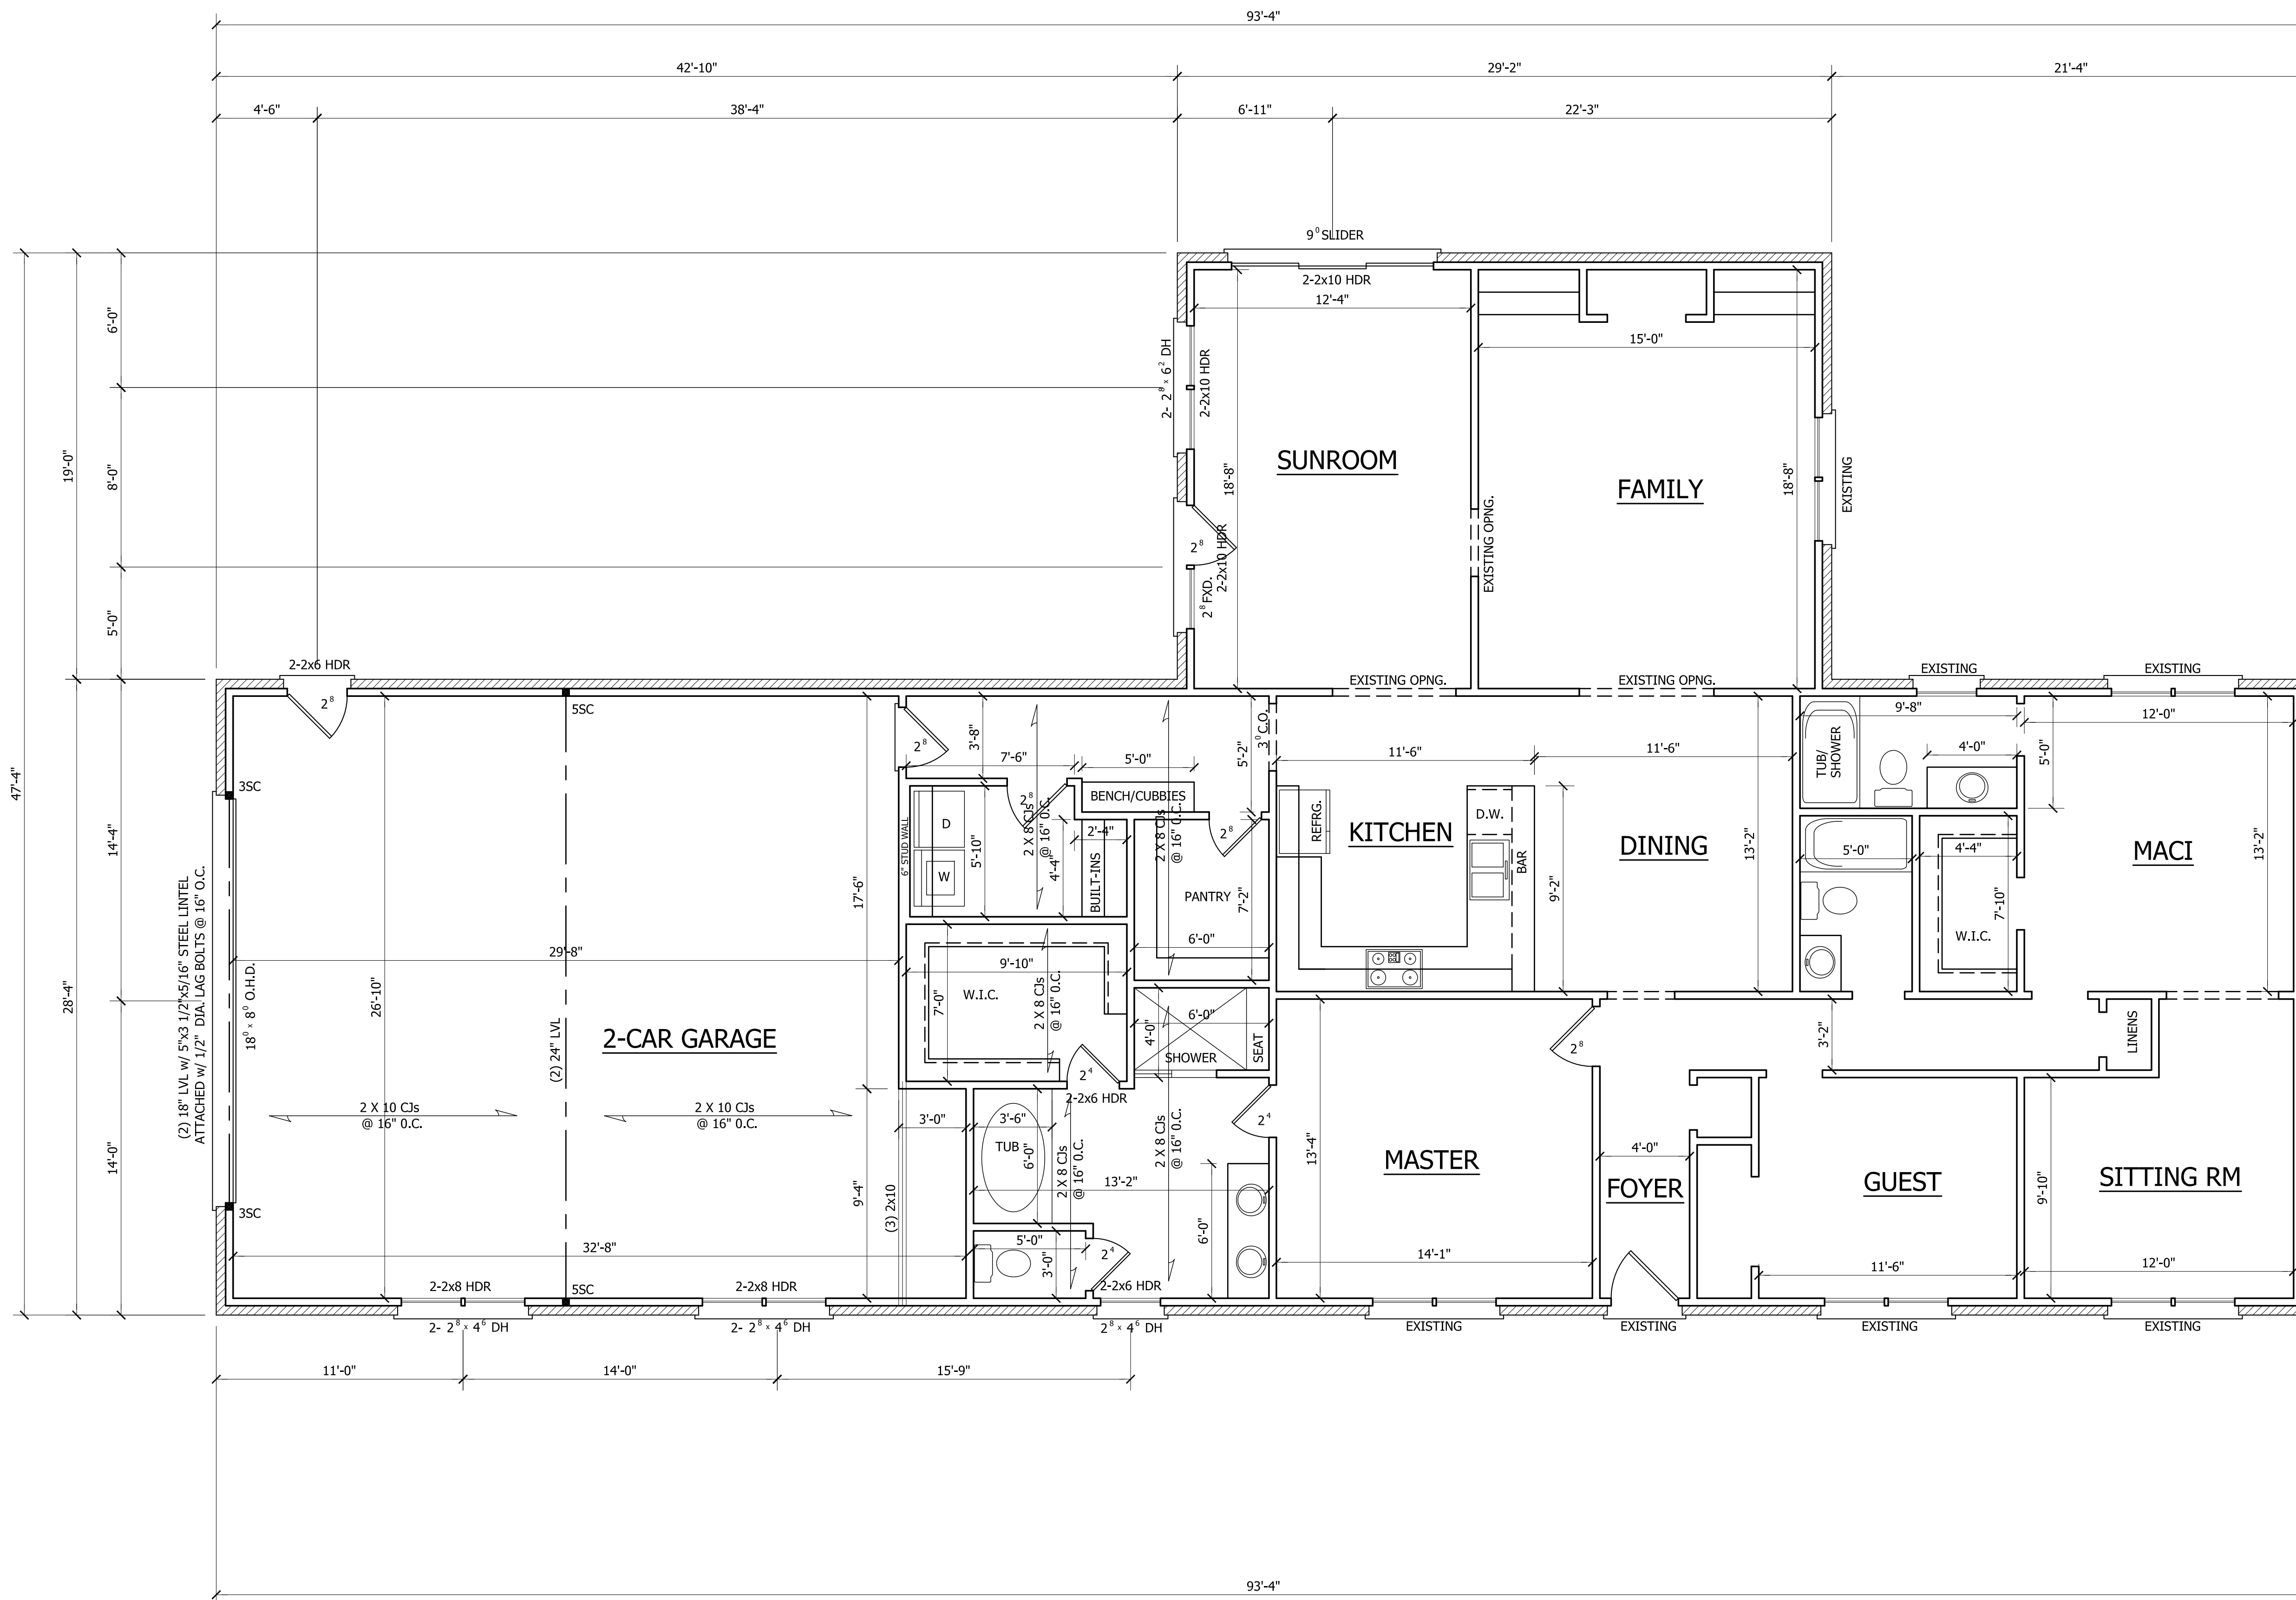 93'-4"
42'-10"
29'-2"
21'-4"
4'-6"
38'-4"
6'-11"
22'-3"
9⁰ SLIDER
2-2x10 HDR
12'-4"
15'-0"
6'-0"
2- 2⁸ x 6² DH
2-2x10 HDR
SUNROOM
FAMILY
EXISTING
19'-0"
8'-0"
18'-8"
18'-8"
EXISTING OPNG.
2⁸
2-2x10 HDR
2⁸ FXD.
5'-0"
2-2x6 HDR
EXISTING OPNG.
EXISTING OPNG.
EXISTING
EXISTING
2⁸
5SC
9'-8"
12'-0"
3⁰ C.O.
2⁸
3'-8"
5'-2"
7'-6"
5'-0"
11'-6"
11'-6"
TUB/
SHOWER
4'-0"
5'-0"
47'-4"
3SC
BENCH/CUBBIES
2⁸
2 X 8 CJs
@ 16" O.C.
2 X 8 CJs
@ 16" O.C.
REFRG.
D.W.
KITCHEN
DINING
13'-2"
MACI
13'-2"
14'-4"
6" STUD WALL
D
W
5'-10"
4'-4"
2'-4"
BUILT-INS
2⁸
PANTRY
7'-2"
6'-0"
BAR
9'-2"
5'-0"
4'-4"
7'-10"
W.I.C.
17'-6"
(2) 18" LVL w/ 5"x3 1/2"x5/16" STEEL LINTEL
ATTACHED w/ 1/2" DIA. LAG BOLTS @ 16" O.C.
18⁰ x 8⁰ O.H.D.
28'-4"
29'-8"
26'-10"
9'-10"
7'-0"
W.I.C.
2 X 8 CJs
@ 16" O.C.
2-CAR GARAGE
(2) 24" LVL
6'-0"
4'-0"
SHOWER
SEAT
2⁸
3'-2"
LINENS
2⁴
2-2x6 HDR
2 X 10 CJs
@ 16" O.C.
2 X 10 CJs
@ 16" O.C.
3'-0"
3'-6"
TUB
6'-0"
2 X 8 CJs
@ 16" O.C.
2 X 8 CJs
@ 16" O.C.
2⁴
13'-4"
4'-0"
14'-0"
MASTER
FOYER
GUEST
SITTING RM
9'-10"
3SC
9'-4"
(3) 2x10
13'-2"
6'-0"
32'-8"
5'-0"
3'-0"
2⁴
14'-1"
11'-6"
12'-0"
2-2x8 HDR
5SC
2-2x8 HDR
2-2x6 HDR
2- 2⁸ x 4⁶ DH
2- 2⁸ x 4⁶ DH
2⁸ x 4⁶ DH
EXISTING
EXISTING
EXISTING
EXISTING
11'-0"
14'-0"
15'-9"
93'-4"